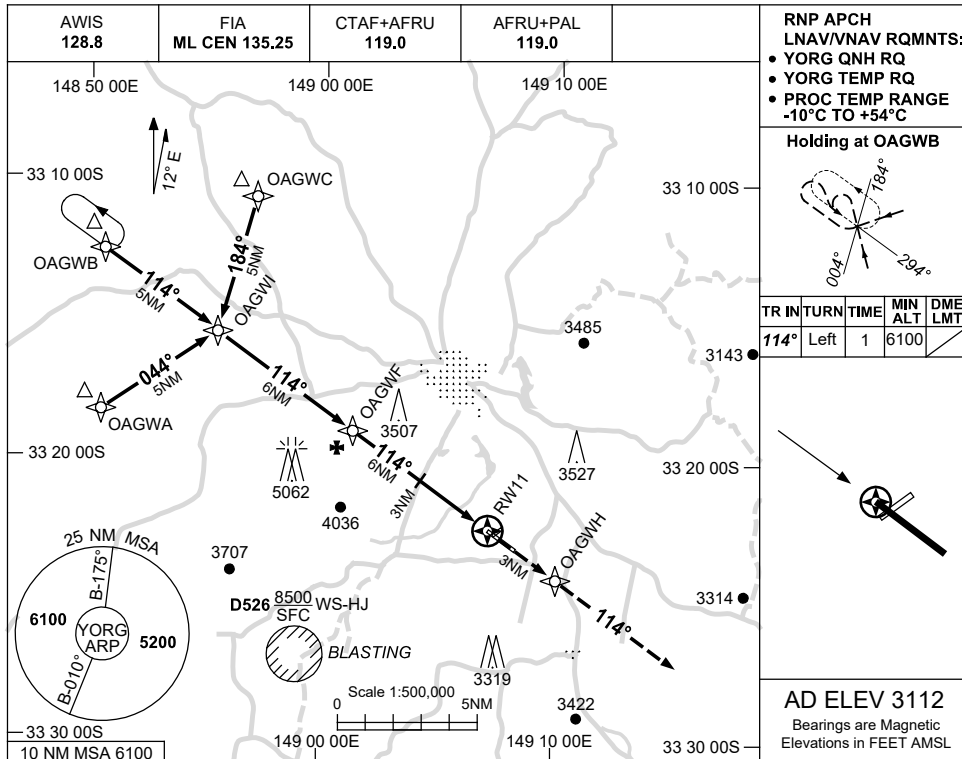 AWIS
128.8
FIA
ML CEN 135.25
CTAF+AFRU
119.0
AFRU+PAL
119.0
RNP APCH
LNAV/VNAV RQMNTS:
• YORG QNH RQ
• YORG TEMP RQ
• PROC TEMP RANGE
-10°C TO +54°C
148 50 00E
149 00 00E
149 10 00E
Holding at OAGWB
184°
004°
294°
TR IN
TURN
TIME
MIN ALT
DME LMT
114°
Left
1
6100
33 10 00S
33 10 00S
12° E
OAGWC
OAGWB
184°
5NM
114°
5NM
OAGWI
044°
5NM
OAGWA
114°
6NM
OAGWF
3485
3143
3507
3527
33 20 00S
33 20 00S
5062
4036
114°
6NM
3NM
RW11
OAGWH
3NM
114°
3707
3314
25 NM MSA
B-175°
6100
YORG
ARP
5200
B-010°
D526
8500
SFC
WS-HJ
BLASTING
3319
3422
Scale 1:500,000
0
5NM
33 30 00S
33 30 00S
10 NM MSA 6100
149 00 00E
149 10 00E
AD ELEV 3112
Bearings are Magnetic
Elevations in FEET AMSL